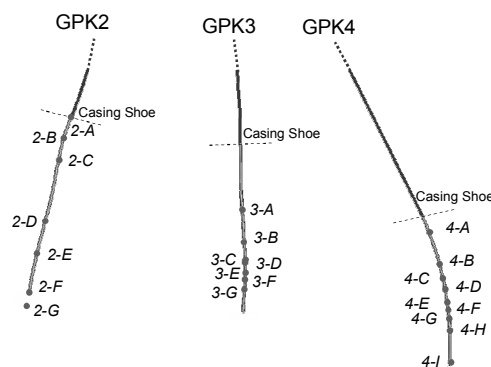 GPK2
GPK3
GPK4
Casing Shoe
2-A
2-B
2-C
2-D
2-E
2-F
2-G
Casing Shoe
3-A
3-B
3-C
3-D
3-E
3-F
3-G
Casing Shoe
4-A
4-B
4-C
4-D
4-E
4-F
4-G
4-H
4-I